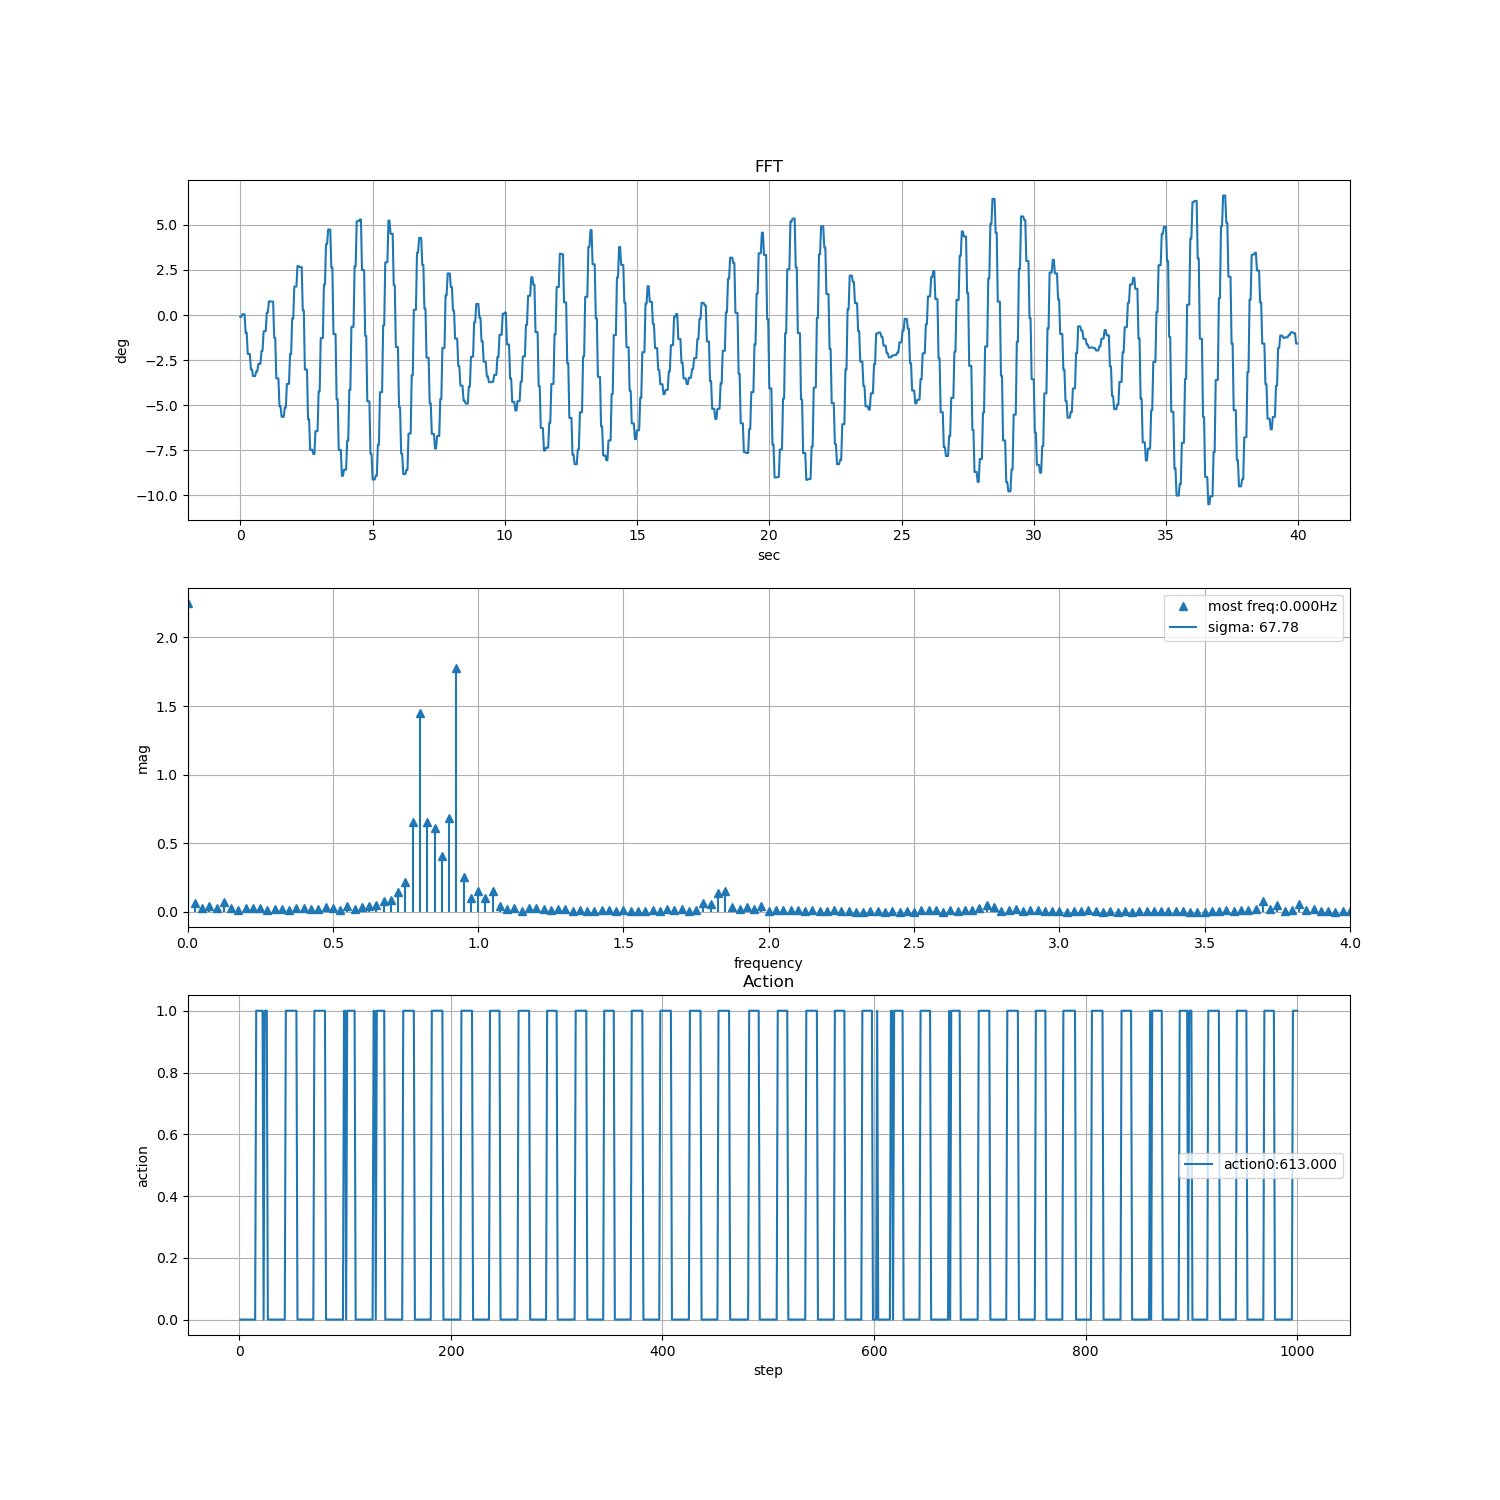 FFT
5.0
2.5
0.0
−2.5
−5.0
−7.5
−10.0
deg
0 5 10 15 20 25 30 35 40
sec
most freq:0.000Hz
sigma: 67.78
2.0
1.5
1.0
0.5
0.0
mag
0.0 0.5 1.0 1.5 2.0 2.5 3.0 3.5 4.0
frequency
Action
1.0
0.8
0.6
0.4
0.2
0.0
action
action0:613.000
0 200 400 600 800 1000
step